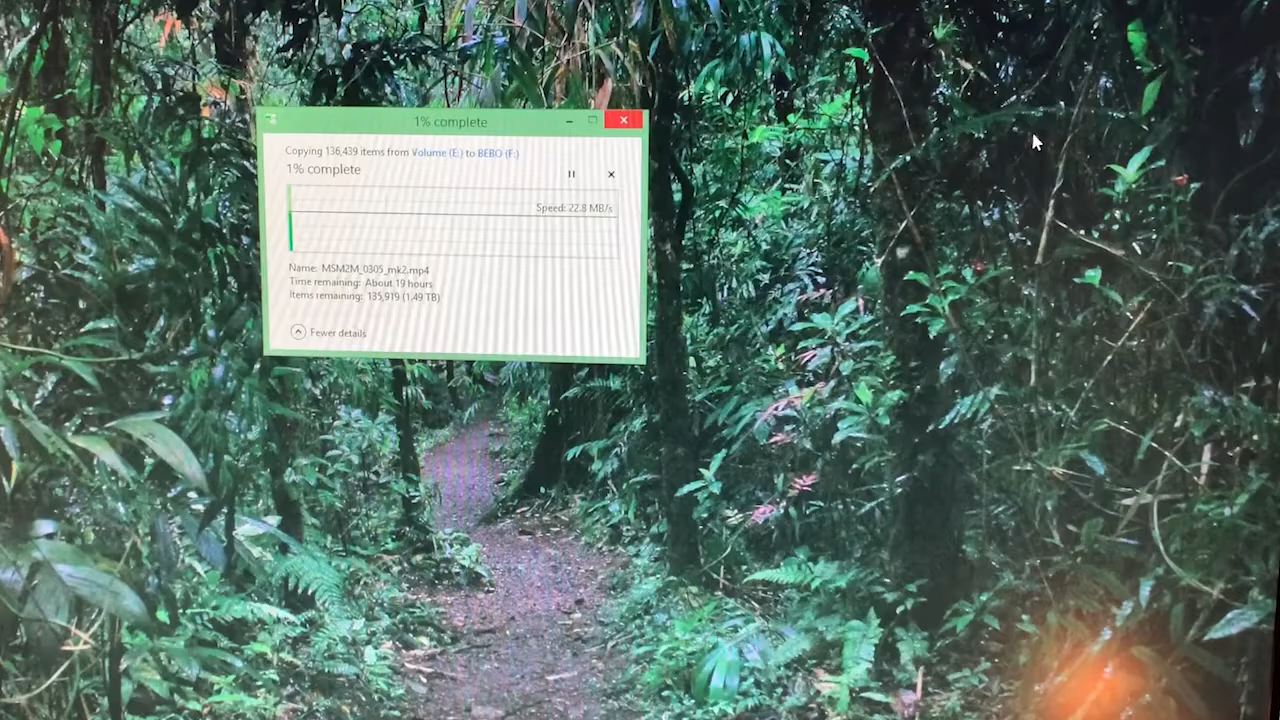 1% complete
Copying 136,439 items from Volume (E:) to BEBO (F:)
1% complete
Speed: 22.8 MB/s
Name: MSM2M_0305_mk2.mp4
Time remaining: About 19 hours
Items remaining: 135,919 (1.49 TB)
Fewer details